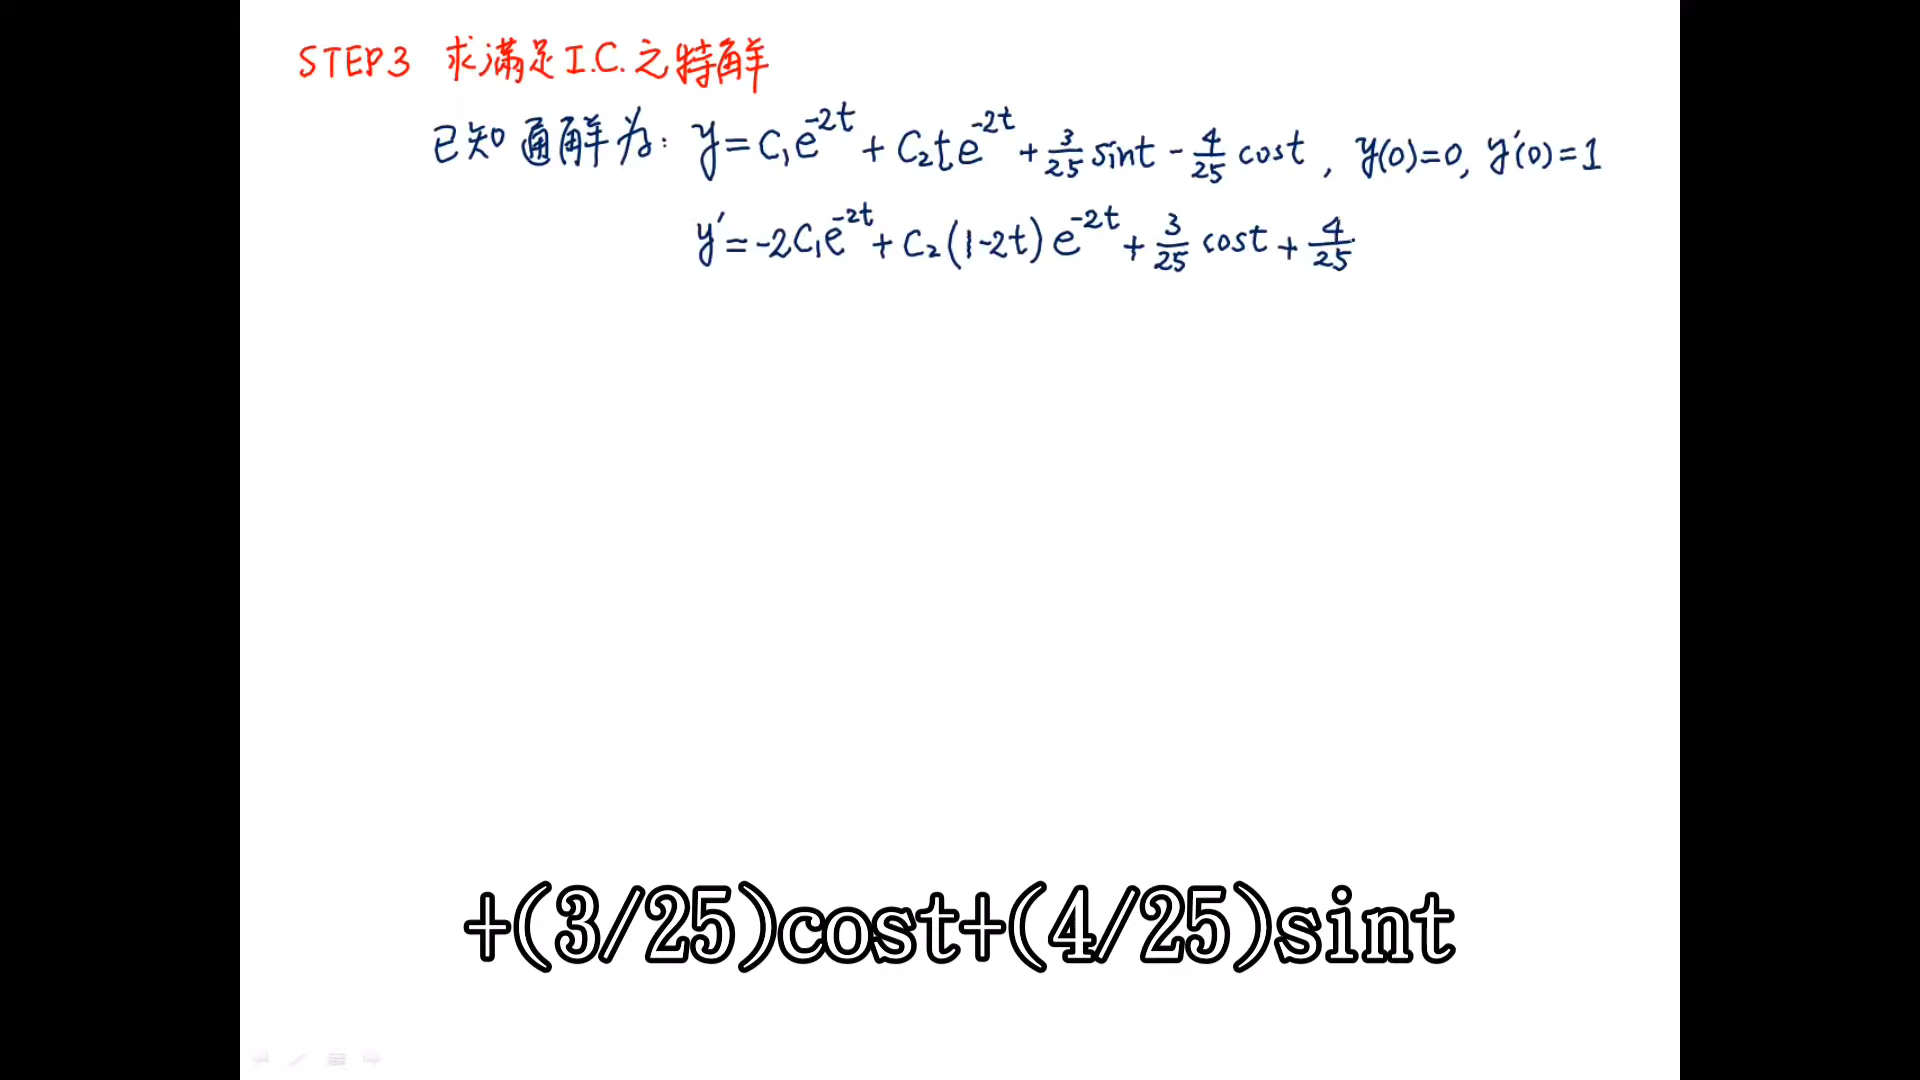 STEP3 求滿足I.C.之特解
已知通解為: y=C₁e^{-2t}+C₂te^{-2t}+3/25 sint-4/25 cost, y(0)=0, y'(0)=1
y'=-2C₁e^{-2t}+C₂(1-2t)e^{-2t}+3/25 cost+4/25
+(3/25)cost+(4/25)sint